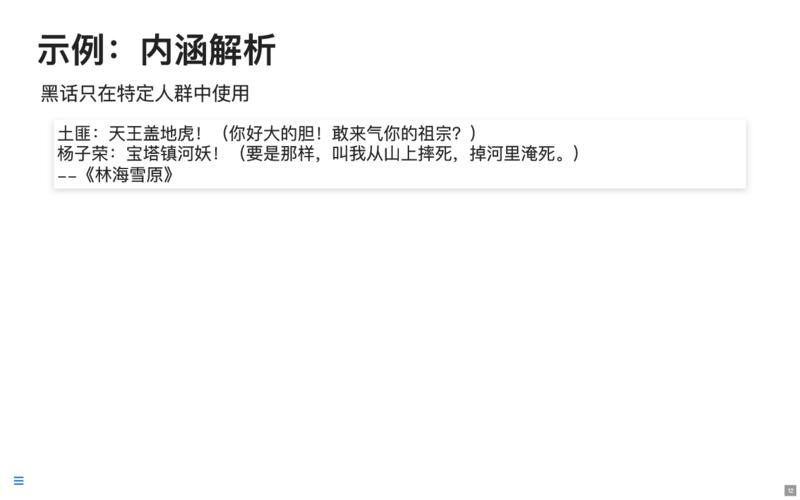 示例：内涵解析
黑话只在特定人群中使用
土匪：天王盖地虎！（你好大的胆！敢来气你的祖宗？）
杨子荣：宝塔镇河妖！（要是那样，叫我从山上摔死，掉河里淹死。）
--《林海雪原》
12